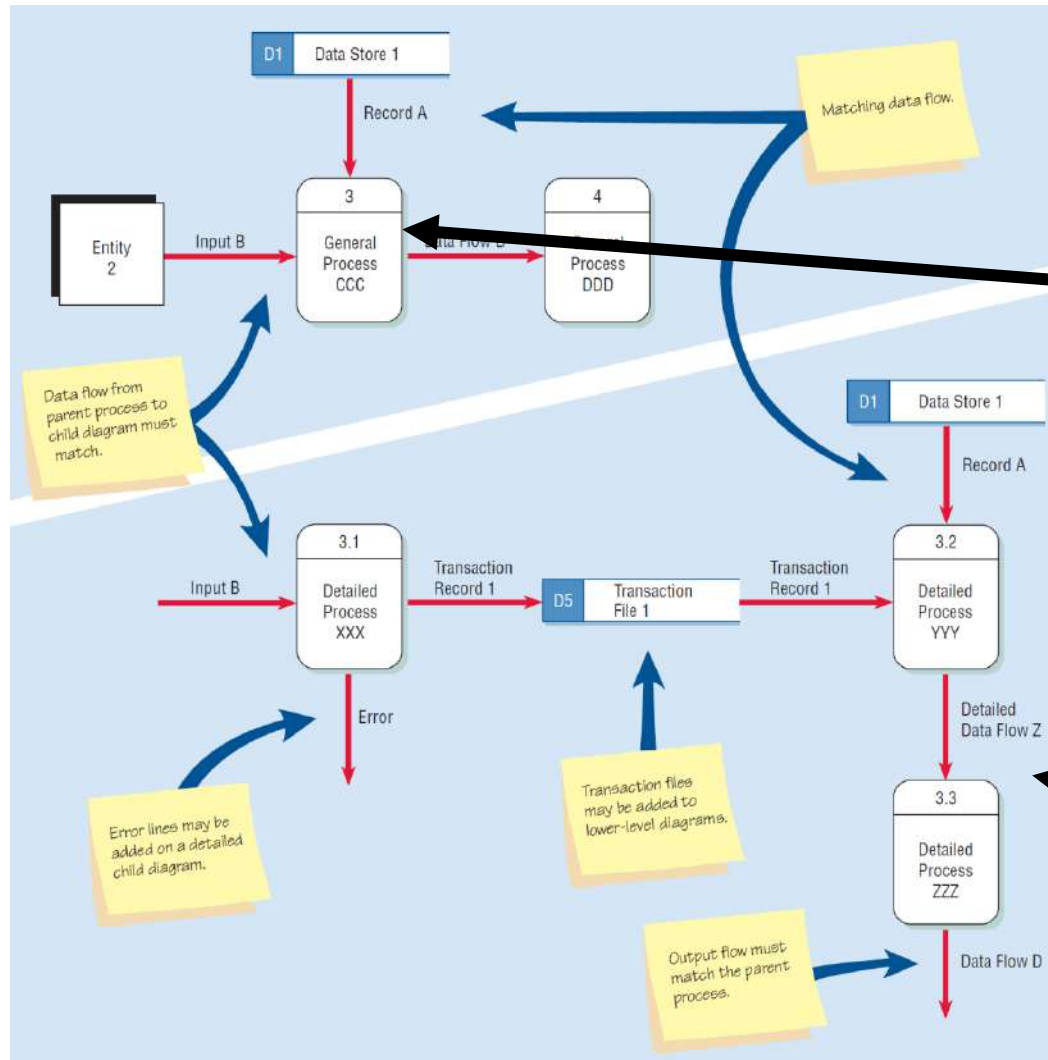 D1 Data Store 1
Record A
Matching data flow.
3
General
Process
CCC
4
Process
DDD
Entity
2
Input B
Data Flow D
Data flow from
parent process to
child diagram must
match.
D1 Data Store 1
Record A
3.1
Detailed
Process
XXX
Input B
Transaction
Record 1
D5 Transaction
File 1
Transaction
Record 1
3.2
Detailed
Process
YYY
Error
Detailed
Data Flow Z
Error lines may be
added on a detailed
child diagram.
Transaction files
may be added to
lower-level diagrams.
3.3
Detailed
Process
ZZZ
Output flow must
match the parent
process.
Data Flow D